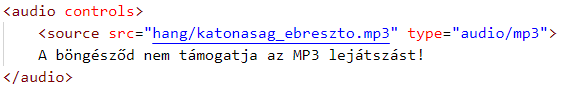 <audio controls>
<source src="hang/katonasag_ebreszto.mp3" type="audio/mp3">
A böngésződ nem támogatja az MP3 lejátszást!
</audio>